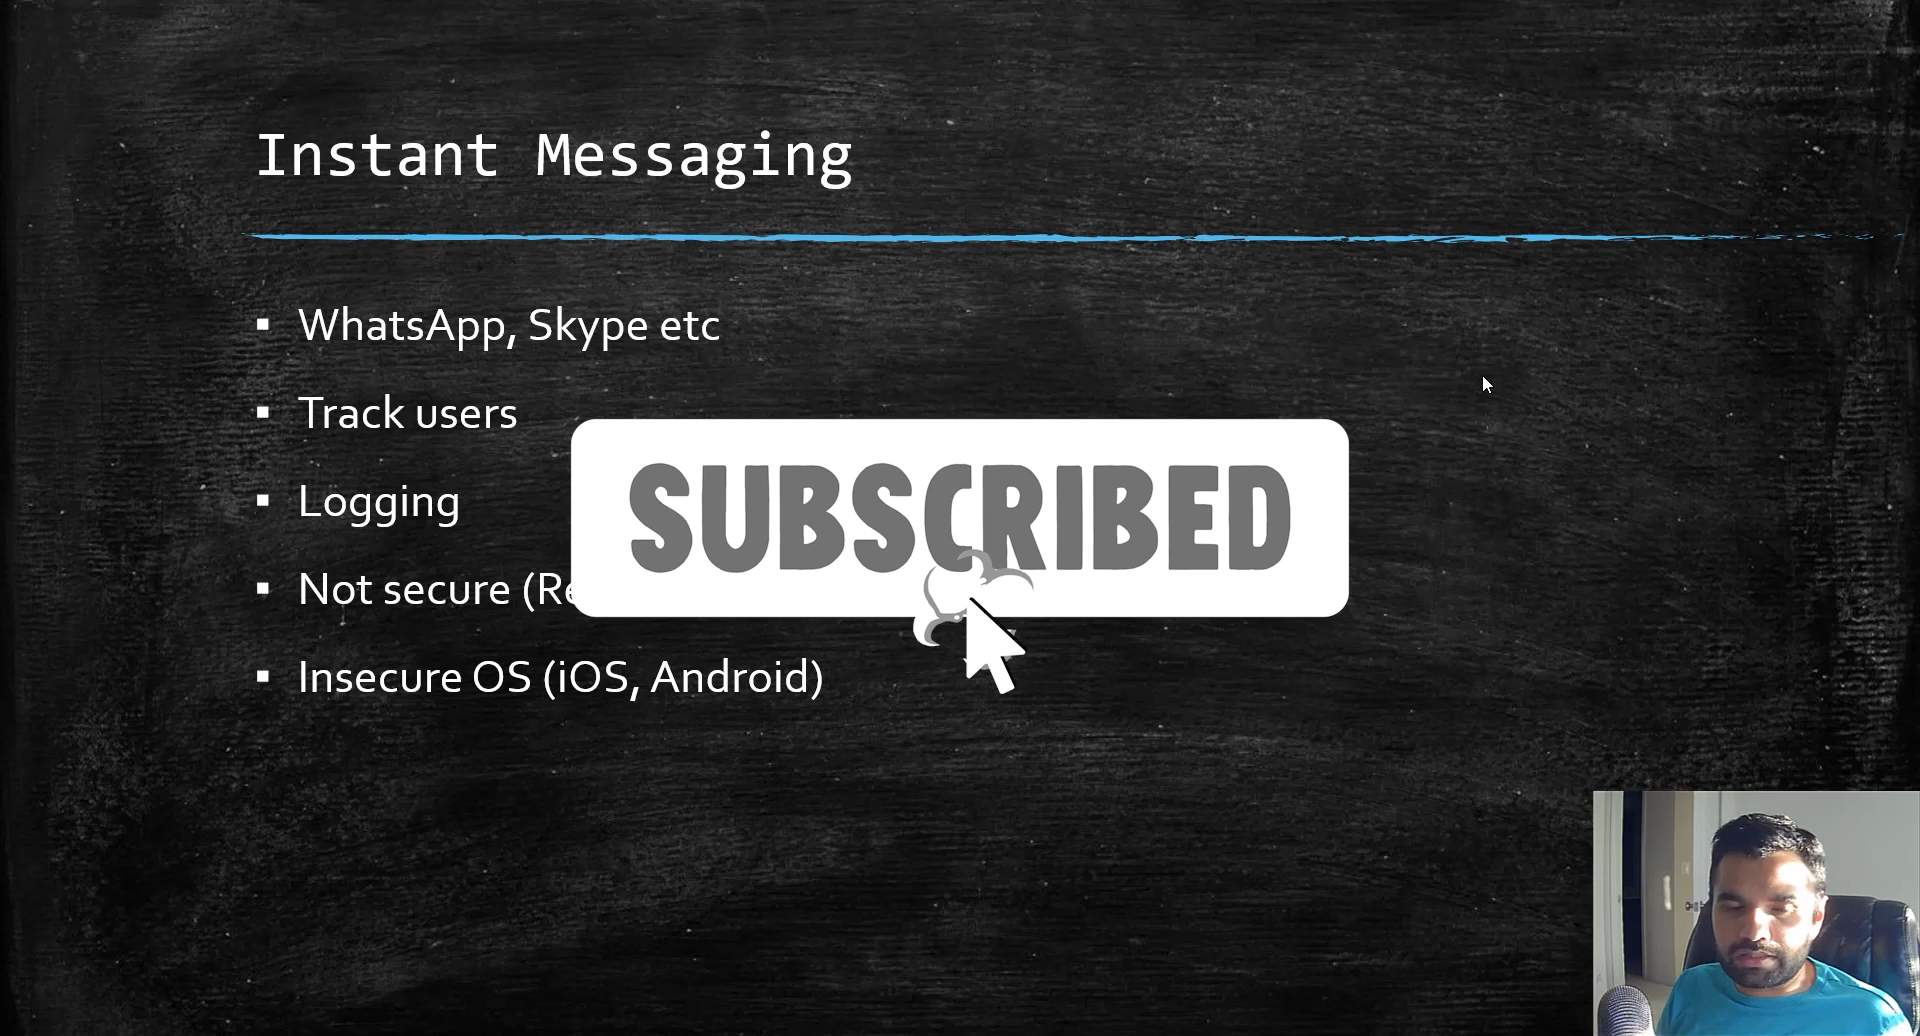 Instant Messaging
▪ WhatsApp, Skype etc
▪ Track users
▪ Logging
▪ Not secure
▪ Insecure OS (iOS, Android)
SUBSCRIBED